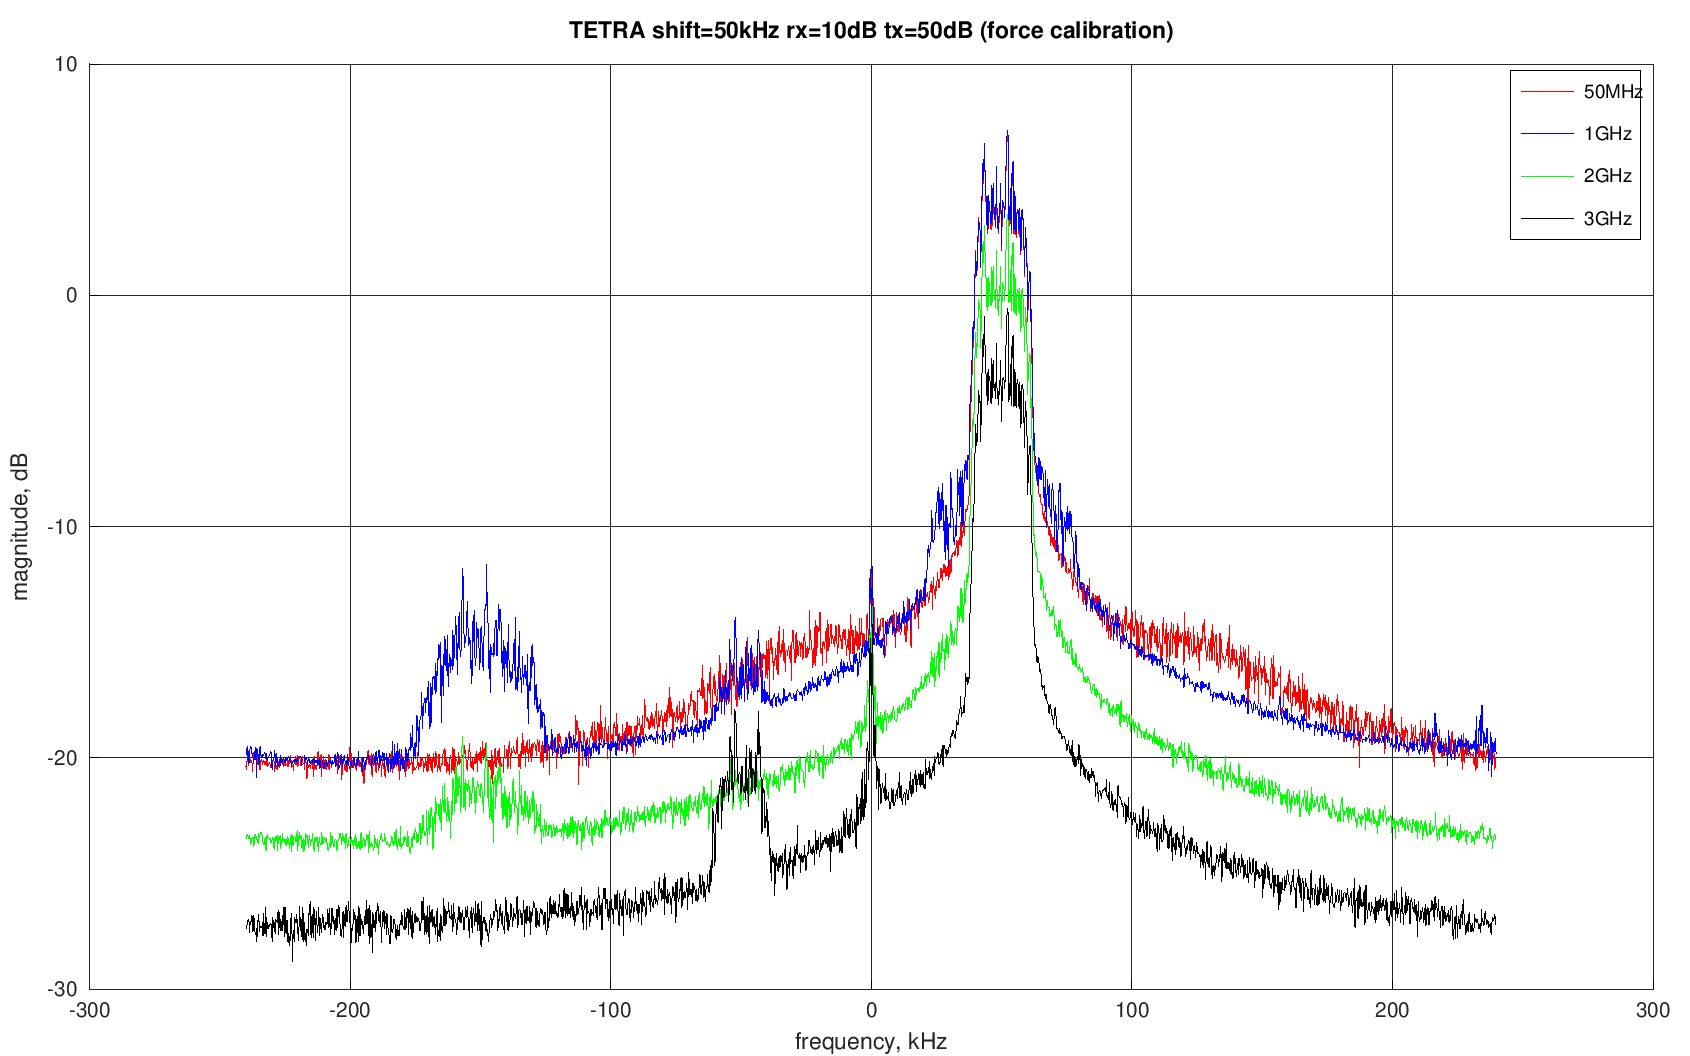 TETRA shift=50kHz rx=10dB tx=50dB (force calibration)
10
50MHz
1GHz
2GHz
3GHz
0
-10
magnitude, dB
-20
-30
-300
-200
-100
0
100
200
300
frequency, kHz